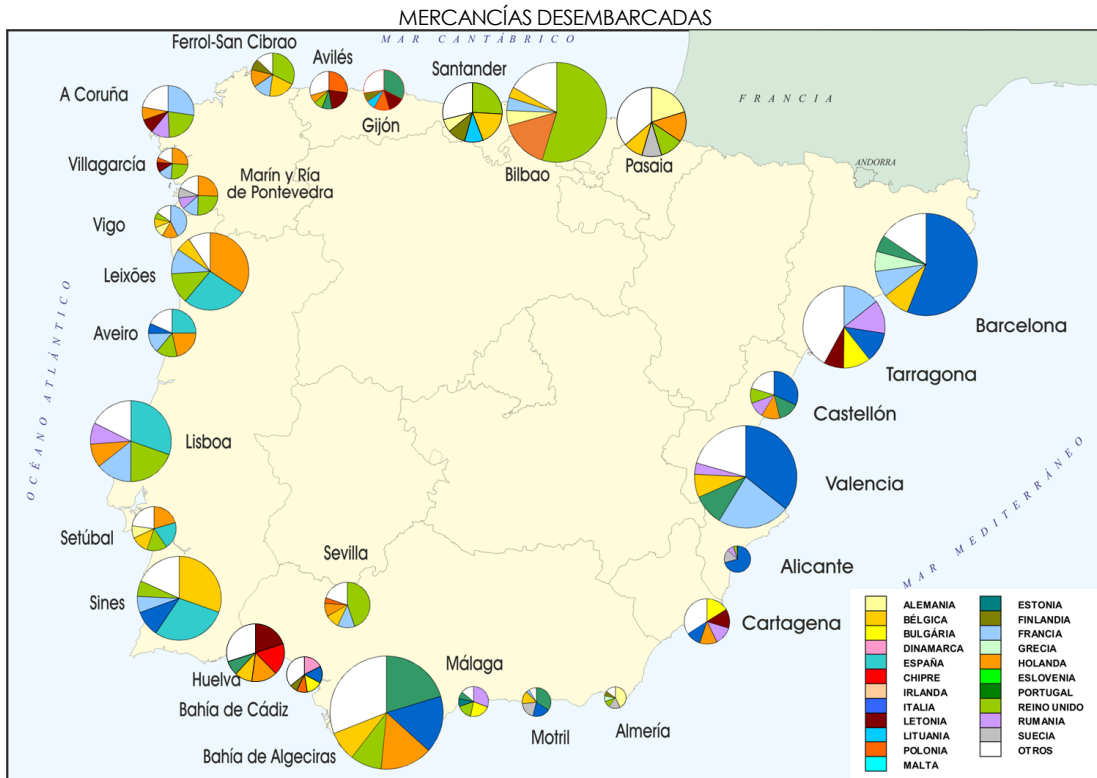 MERCANCÍAS DESEMBARCADAS
MAR CANTÁBRICO
Ferrol-San Cibrao
Avilés
Santander
A Coruña
Gijón
Bilbao
Pasaia
FRANCIA
ANDORRA
Villagarcía
Marín y Ría
de Pontevedra
Vigo
Leixões
Aveiro
OCÉANO ATLÁNTICO
Barcelona
Tarragona
Castellón
Lisboa
Valencia
MAR MEDITERRÁNEO
Setúbal
Sevilla
Alicante
Sines
Cartagena
Huelva
Málaga
Bahía de Cádiz
Motril
Almería
Bahía de Algeciras
ALEMANIA
BÉLGICA
BULGÁRIA
DINAMARCA
ESPAÑA
CHIPRE
IRLANDA
ITALIA
LETONIA
LITUANIA
POLONIA
MALTA
ESTONIA
FINLANDIA
FRANCIA
GRECIA
HOLANDA
ESLOVENIA
PORTUGAL
REINO UNIDO
RUMANIA
SUECIA
OTROS